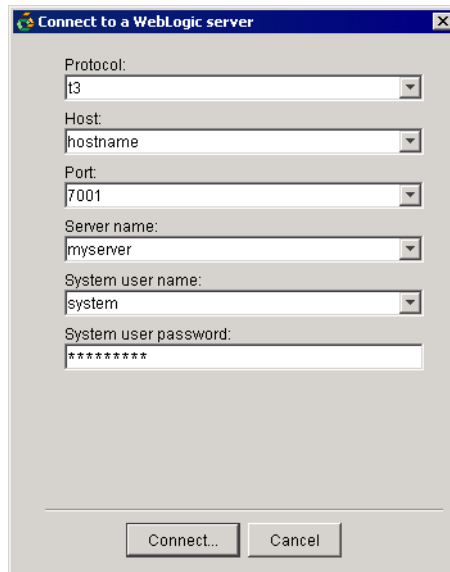 Connect to a WebLogic server
Protocol:
t3
Host:
hostname
Port:
7001
Server name:
myserver
System user name:
system
System user password:
*********
Connect...
Cancel